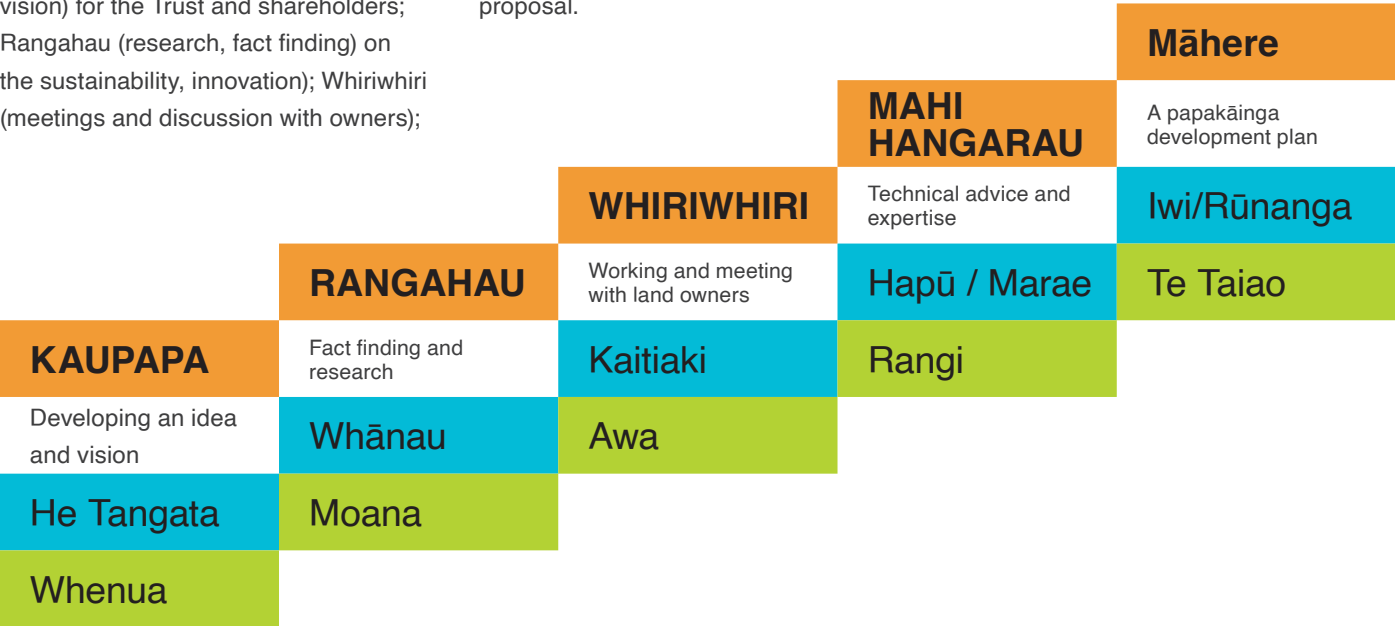 vision) for the Trust and shareholders;
Rangahau (research, fact finding) on
the sustainability, innovation); Whiriwhiri
(meetings and discussion with owners);
proposal.
KAUPAPA
Developing an idea
and vision
He Tangata
Whenua
RANGAHAU
Fact finding and
research
Whānau
Moana
WHIRIWHIRI
Working and meeting
with land owners
Kaitiaki
Awa
MAHI
HANGARAU
Technical advice and
expertise
Hapū / Marae
Rangi
Māhere
A papakāinga
development plan
Iwi/Rūnanga
Te Taiao